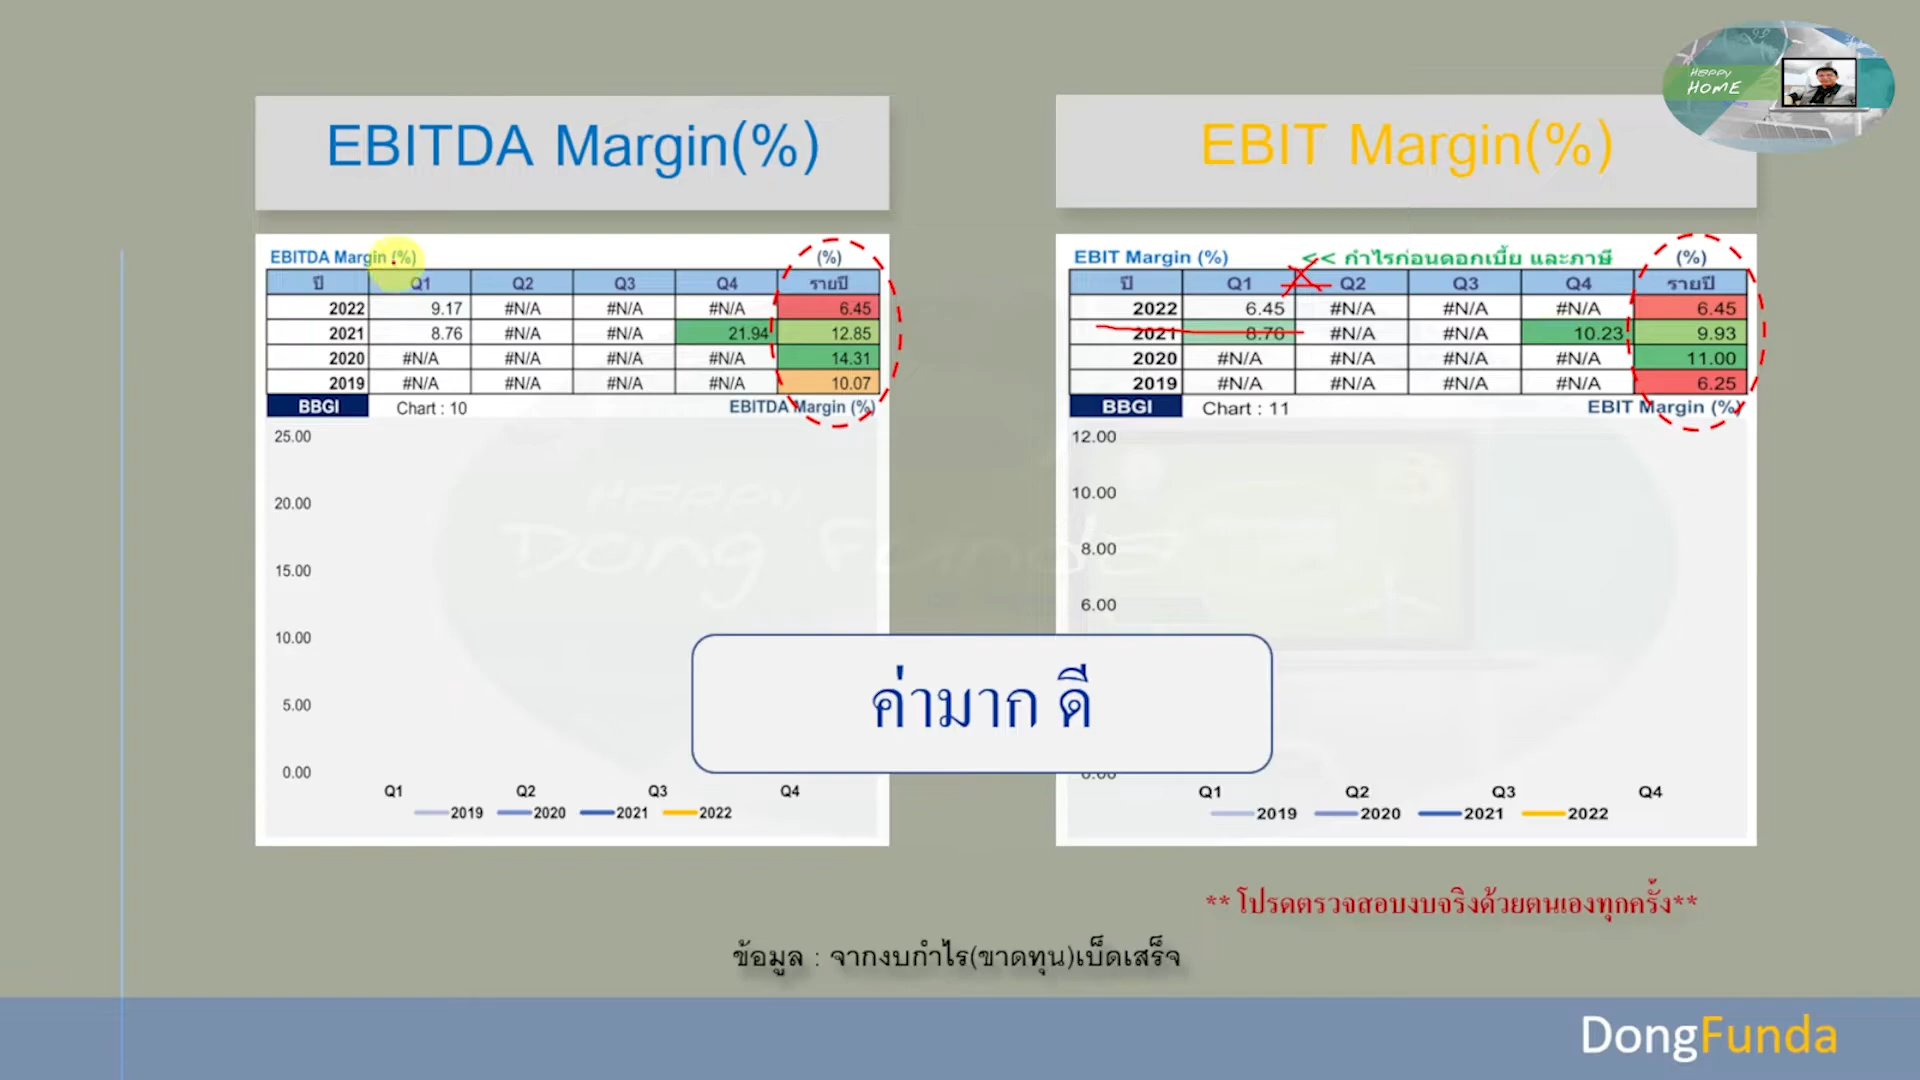 Happy
HOME
EBITDA Margin(%)
EBIT Margin(%)
EBITDA Margin (%) (%)
ปี Q1 Q2 Q3 Q4 รายปี
2022 9.17 #N/A #N/A #N/A 6.45
2021 8.76 #N/A #N/A 21.94 12.85
2020 #N/A #N/A #N/A #N/A 14.31
2019 #N/A #N/A #N/A #N/A 10.07
BBGI Chart : 10 EBITDA Margin (%)
25.00
20.00
15.00
10.00
5.00
0.00
Q1 Q2 Q3 Q4
2019 2020 2021 2022
EBIT Margin (%) << กำไรก่อนดอกเบี้ย และภาษี (%)
ปี Q1 Q2 Q3 Q4 รายปี
2022 6.45 #N/A #N/A #N/A 6.45
2021 8.76 #N/A #N/A 10.23 9.93
2020 #N/A #N/A #N/A #N/A 11.00
2019 #N/A #N/A #N/A #N/A 6.25
BBGI Chart : 11 EBIT Margin (%)
12.00
10.00
8.00
6.00
Q1 Q2 Q3 Q4
2019 2020 2021 2022
HAPPY
Dong Funda
ค่ามาก ดี
** โปรดตรวจสอบงบจริงด้วยตนเองทุกครั้ง**
ข้อมูล : จากงบกำไร(ขาดทุน)เบ็ดเสร็จ
DongFunda